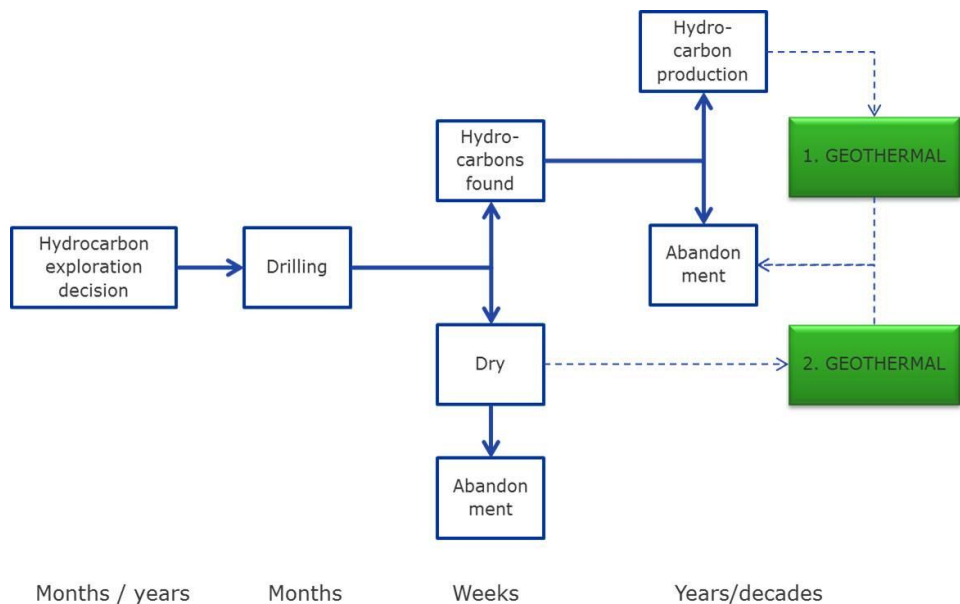 Hydro-
carbon
production
Hydro-
carbons
found
1. GEOTHERMAL
Hydrocarbon
exploration
decision
Drilling
Abandon
ment
Dry
2. GEOTHERMAL
Abandon
ment
Months / years
Months
Weeks
Years/decades